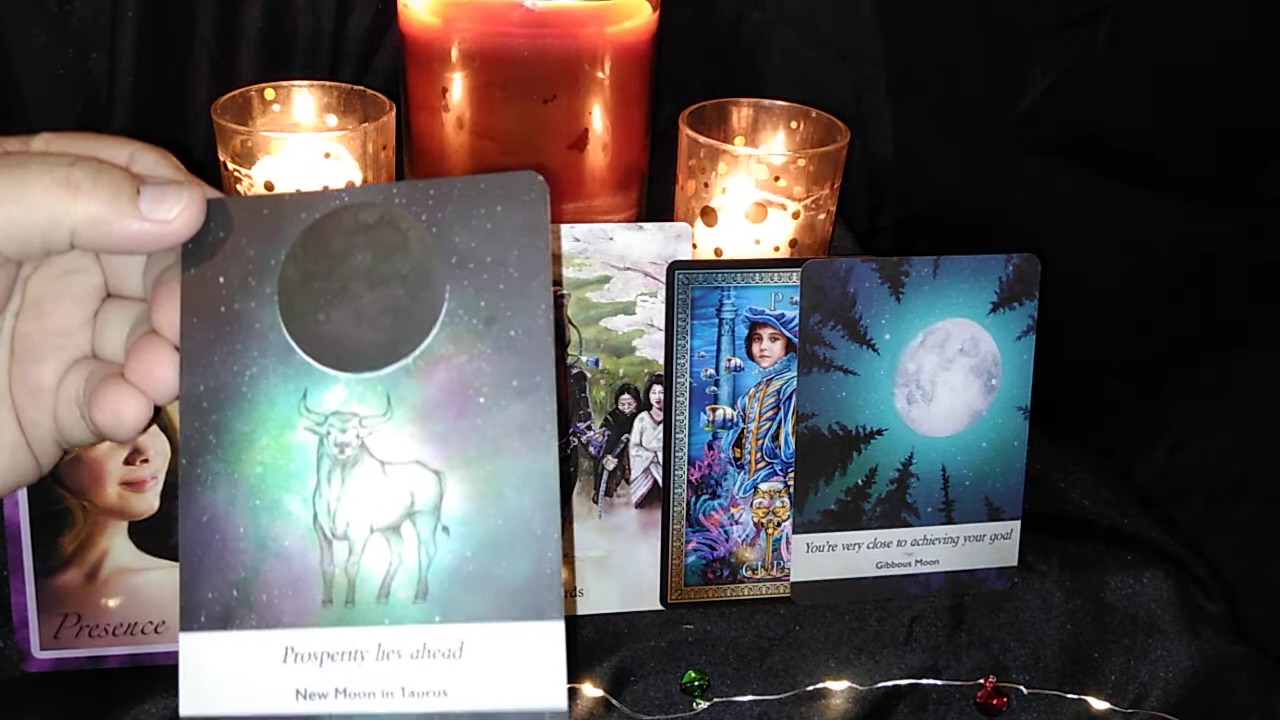 Presence
Prosperity lies ahead
New Moon in Taurus
rds
P
CUPS
You're very close to achieving your goal
Gibbous Moon